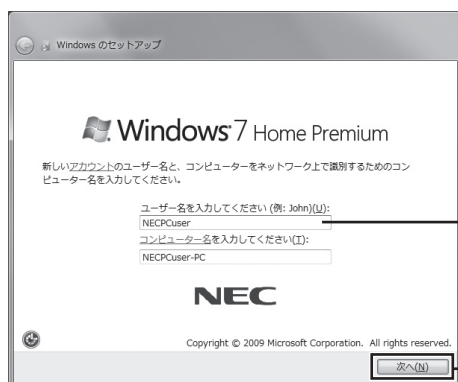 Windows のセットアップ
Windows 7 Home Premium
新しいアカウントのユーザー名と、コンピューターをネットワーク上で識別するためのコン
ピューター名を入力してください。
ユーザー名を入力してください (例: John)(U):
NECPCuser
コンピューター名を入力してください(T):
NECPCuser-PC
NEC
Copyright © 2009 Microsoft Corporation. All rights reserved.
次へ(N)